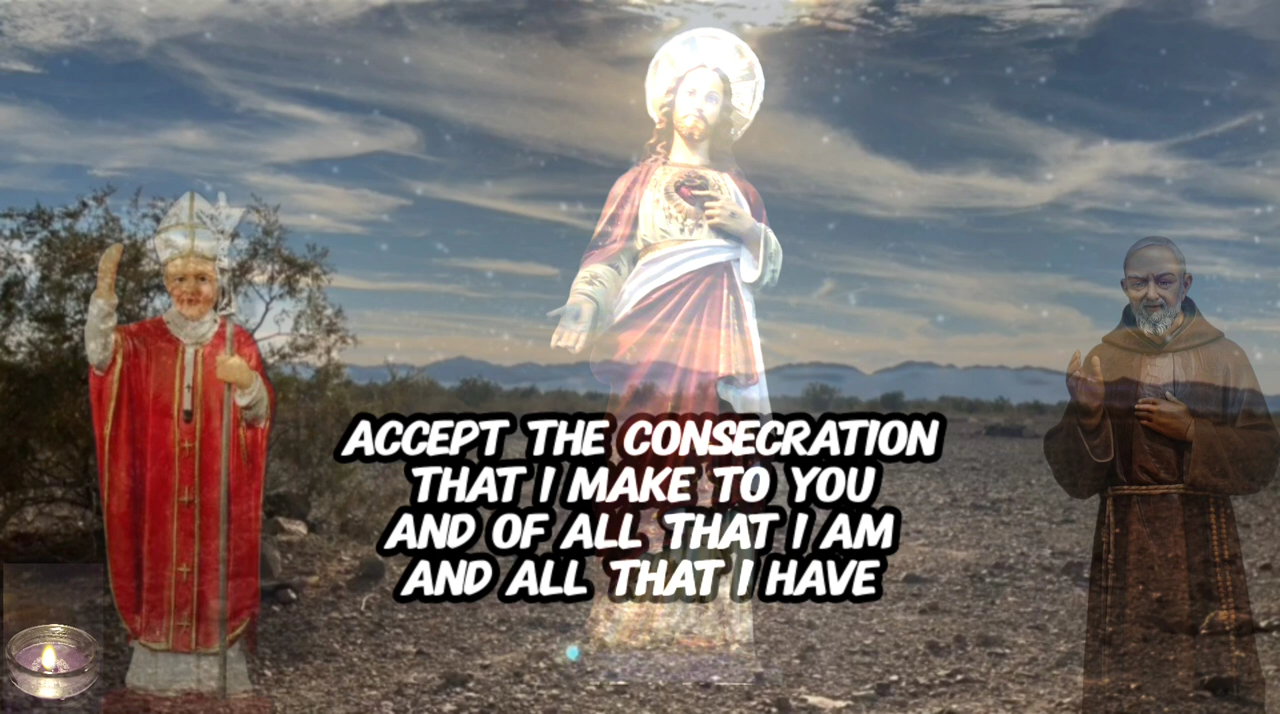 ACCEPT THE CONSECRATION
THAT I MAKE TO YOU
AND OF ALL THAT I AM
AND ALL THAT I HAVE